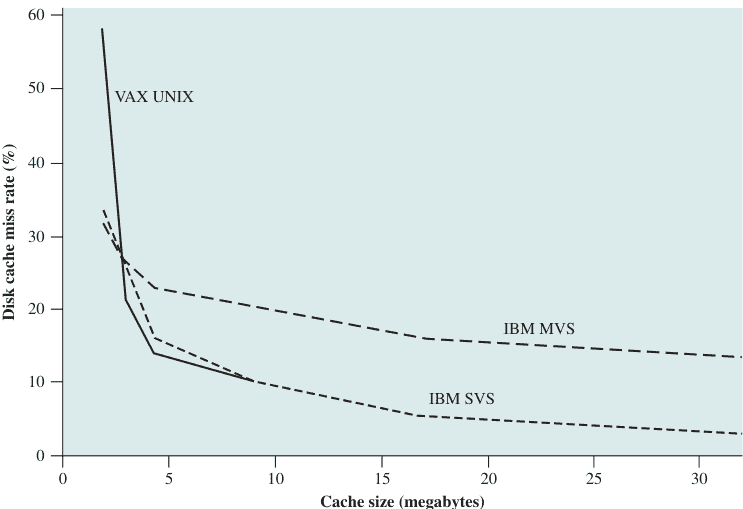 60
50
VAX UNIX
40
30
20
IBM MVS
10
IBM SVS
0
0 5 10 15 20 25 30
Cache size (megabytes)
Disk cache miss rate (%)